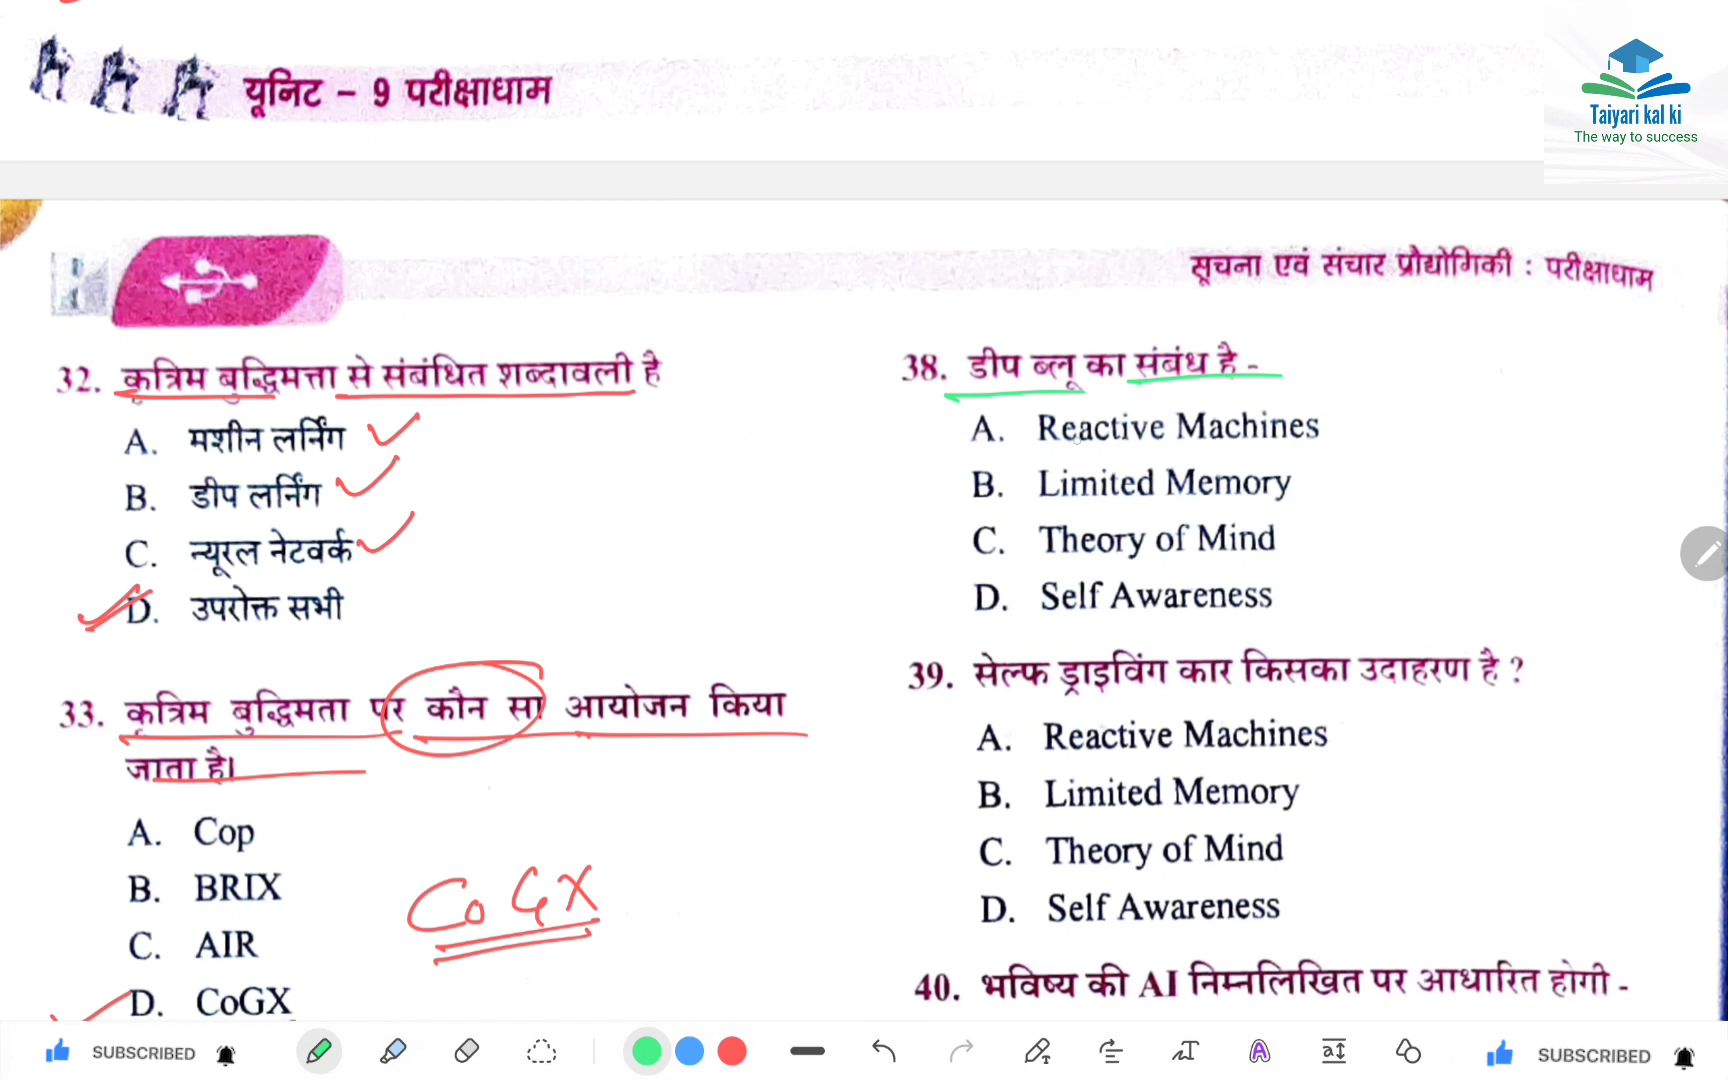 यूनिट - 9 परीक्षाधाम
Taiyari kal ki
The way to success
सूचना एवं संचार प्रौद्योगिकी : परीक्षाधाम
32. कृत्रिम बुद्धिमत्ता से संबंधित शब्दावली है
A. मशीन लर्निंग
B. डीप लर्निंग
C. न्यूरल नेटवर्क
D. उपरोक्त सभी
33. कृत्रिम बुद्धिमता पर कौन सा आयोजन किया
जाता है।
A. Cop
B. BRIX
C. AIR
D. CoGX
CoGX
38. डीप ब्लू का संबंध है -
A. Reactive Machines
B. Limited Memory
C. Theory of Mind
D. Self Awareness
39. सेल्फ ड्राइविंग कार किसका उदाहरण है ?
A. Reactive Machines
B. Limited Memory
C. Theory of Mind
D. Self Awareness
40. भविष्य की AI निम्नलिखित पर आधारित होगी -
SUBSCRIBED
SUBSCRIBED